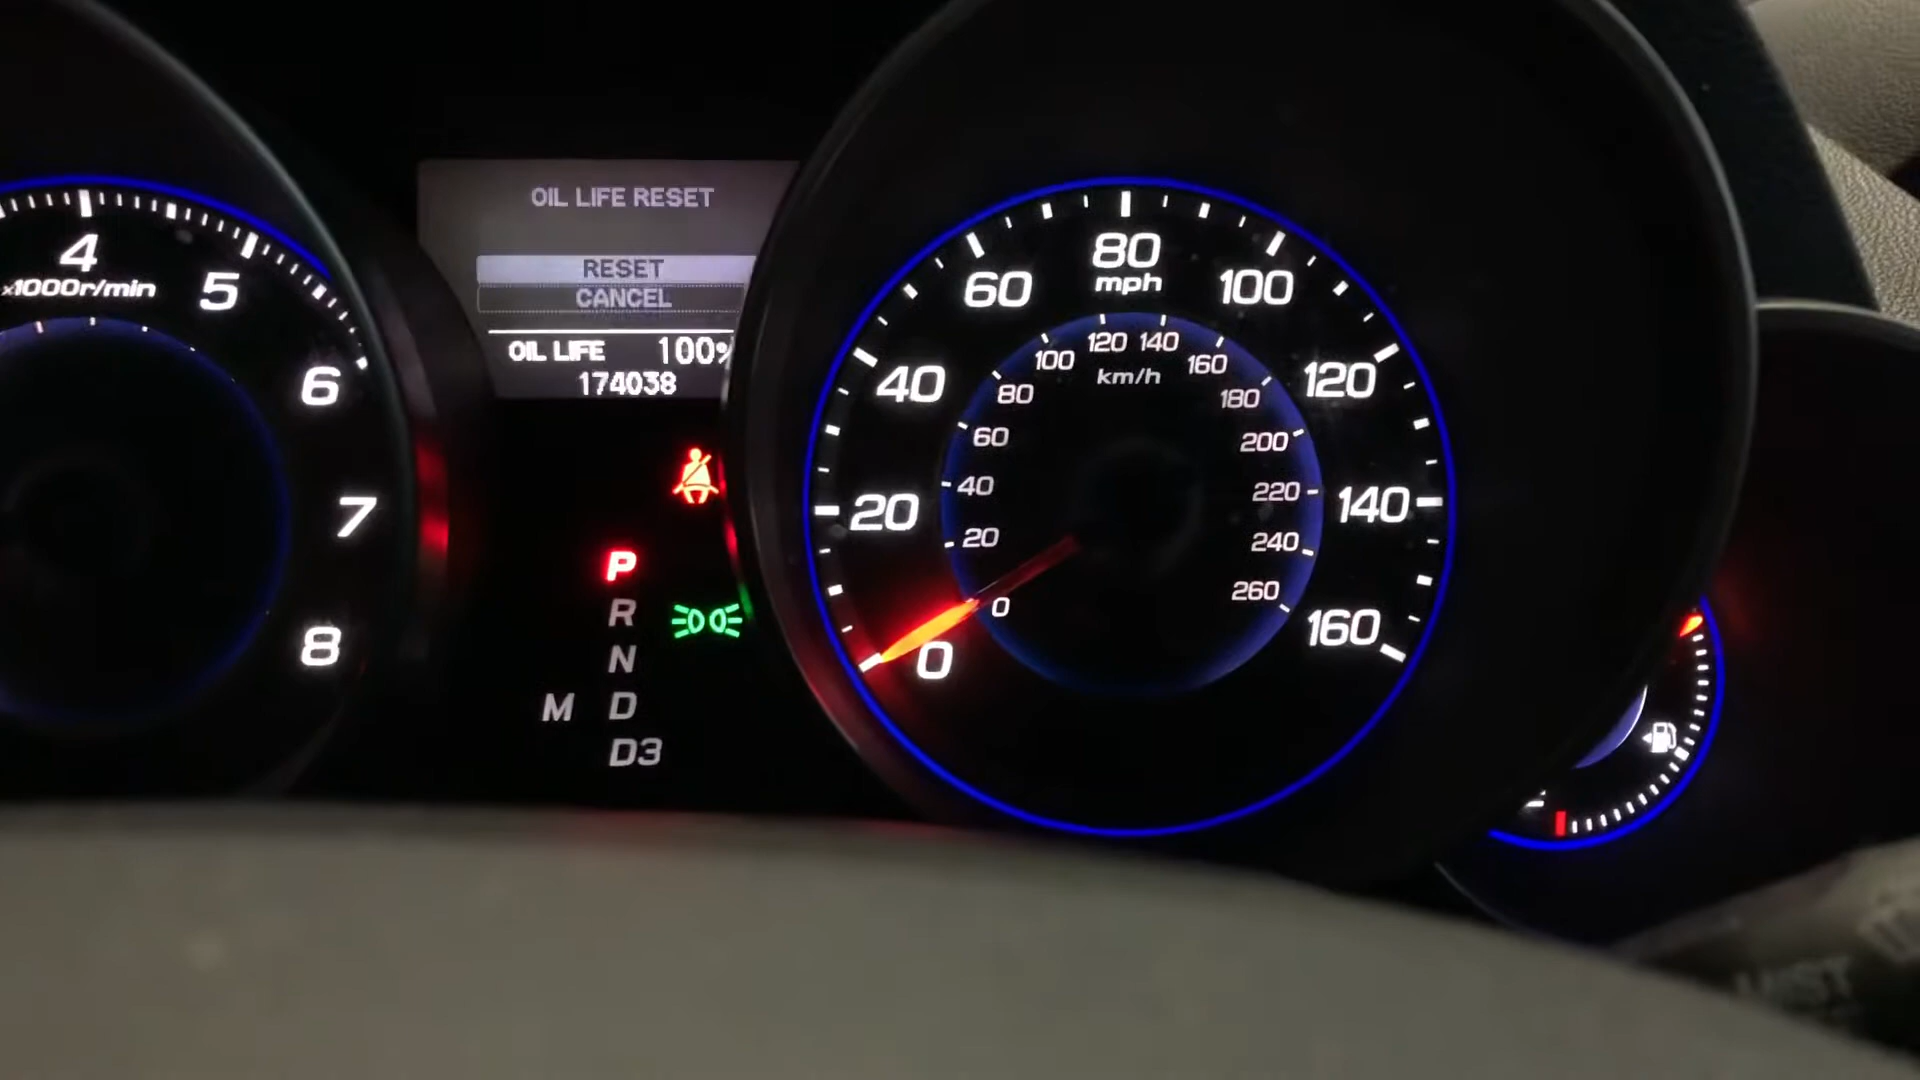 OIL LIFE RESET
RESET
CANCEL
OIL LIFE 100%
174038
4
x1000r/min
5
6
7
8
P
R
N
M D
D3
0
20
40
60
80
mph
100
120
140
160
0
20
40
60
80
100
120
140
km/h
160
180
200
220
240
260
MIST